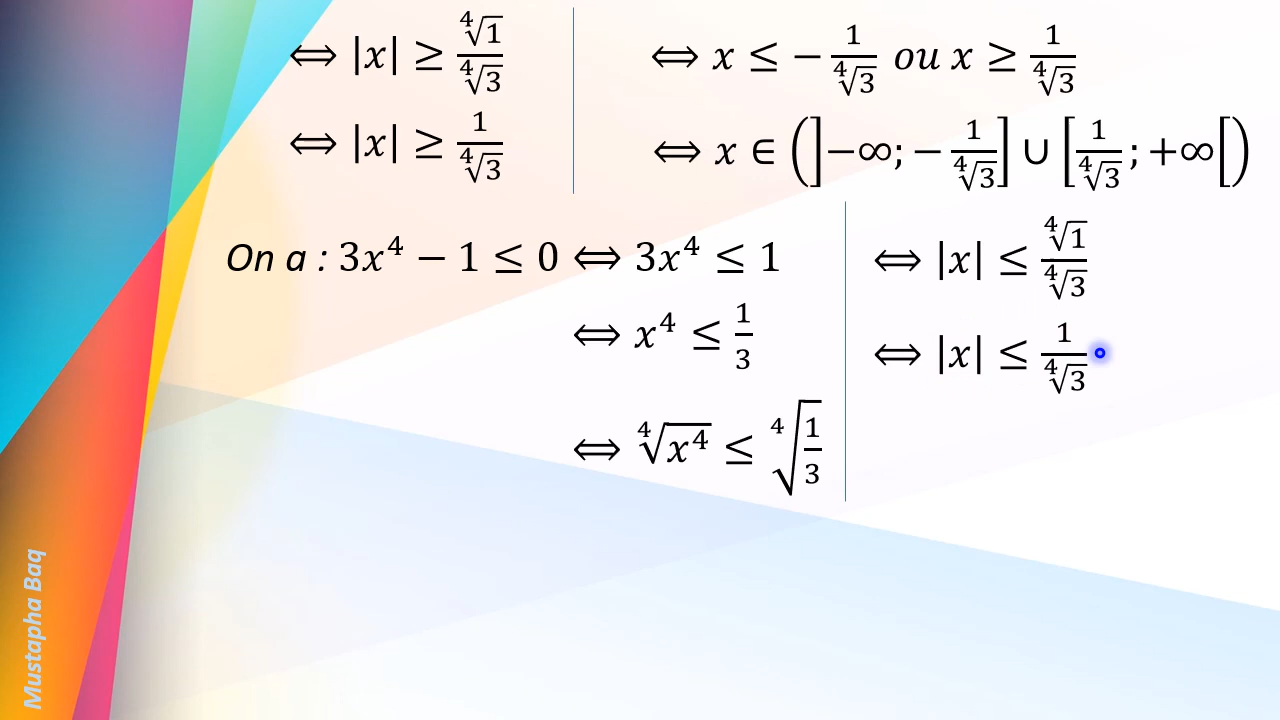 ⟺ |x| ≥ ∜1/∜3
⟺ |x| ≥ 1/∜3
⟺ x ≤ − 1/∜3 ou x ≥ 1/∜3
⟺ x ∈ (]−∞; − 1/∜3] ∪ [1/∜3 ; +∞[)
On a : 3x⁴ − 1 ≤ 0 ⟺ 3x⁴ ≤ 1
⟺ x⁴ ≤ 1/3
⟺ ∜(x⁴) ≤ ∜(1/3)
⟺ |x| ≤ ∜1/∜3
⟺ |x| ≤ 1/∜3
Mustapha Baq